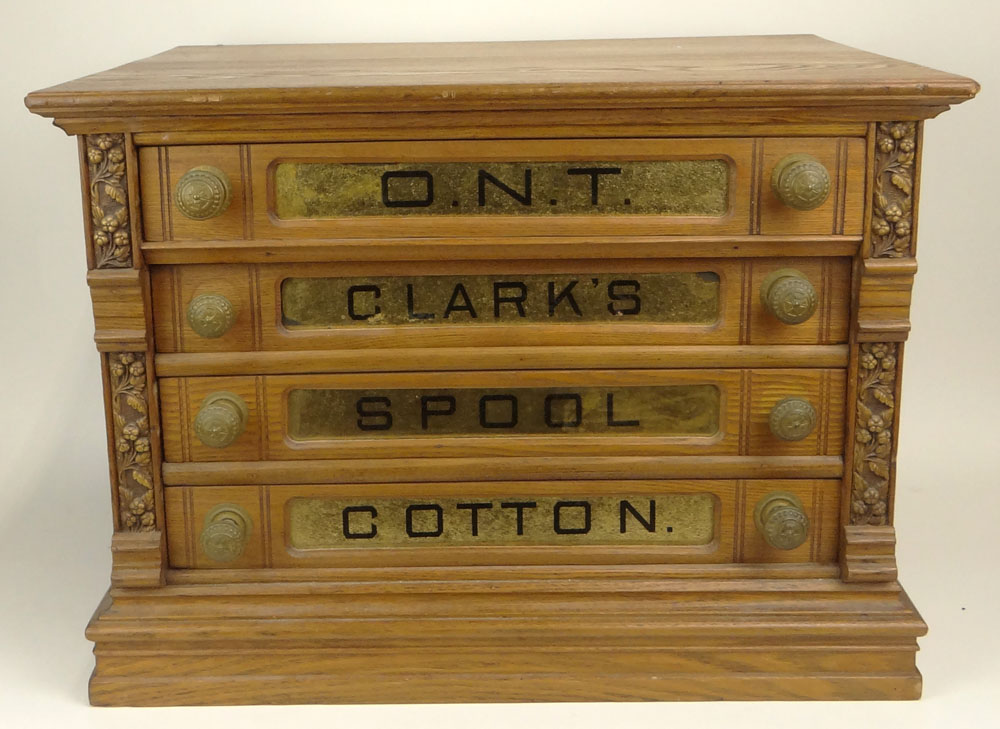 O.N.T.
CLARK'S
SPOOL
COTTON.